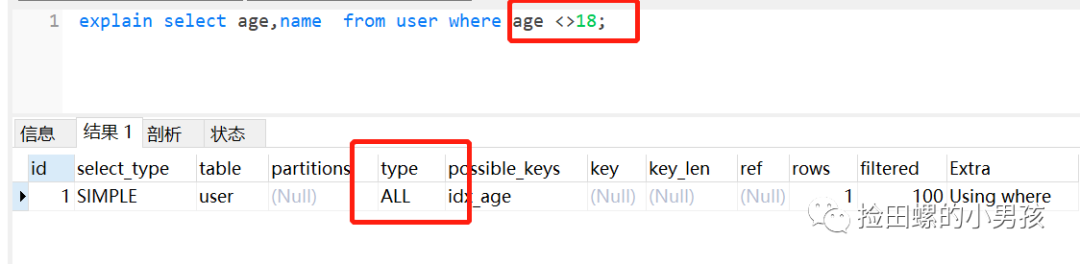 1 explain select age,name from user where age <>18;
信息 结果 1 剖析 状态
id select_type table partitions type possible_keys key key_len ref rows filtered Extra
1 SIMPLE user (Null) ALL idx_age (Null) (Null) (Null) 1 100 Using where
捡田螺的小男孩